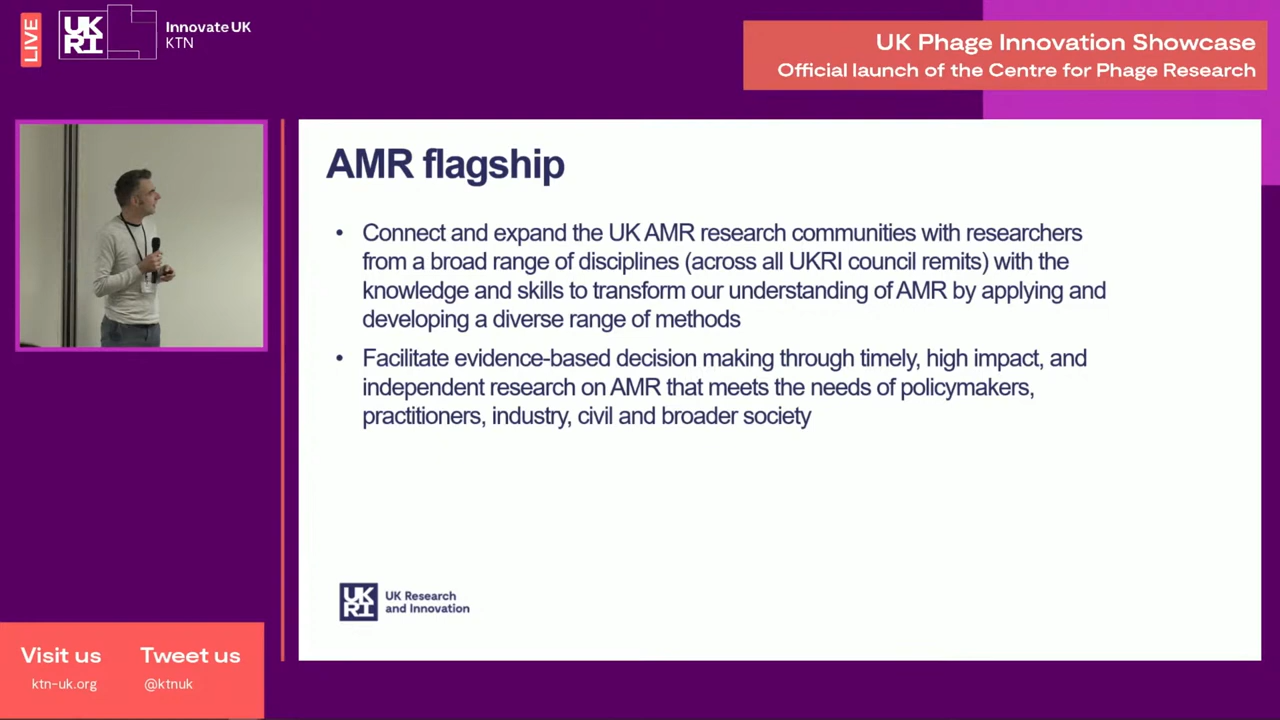 LIVE
UK
RI
Innovate UK
KTN
UK Phage Innovation Showcase
Official launch of the Centre for Phage Research
AMR flagship
• Connect and expand the UK AMR research communities with researchers
from a broad range of disciplines (across all UKRI council remits) with the
knowledge and skills to transform our understanding of AMR by applying and
developing a diverse range of methods
• Facilitate evidence-based decision making through timely, high impact, and
independent research on AMR that meets the needs of policymakers,
practitioners, industry, civil and broader society
UK
RI
UK Research
and Innovation
Visit us
ktn-uk.org
Tweet us
@ktnuk